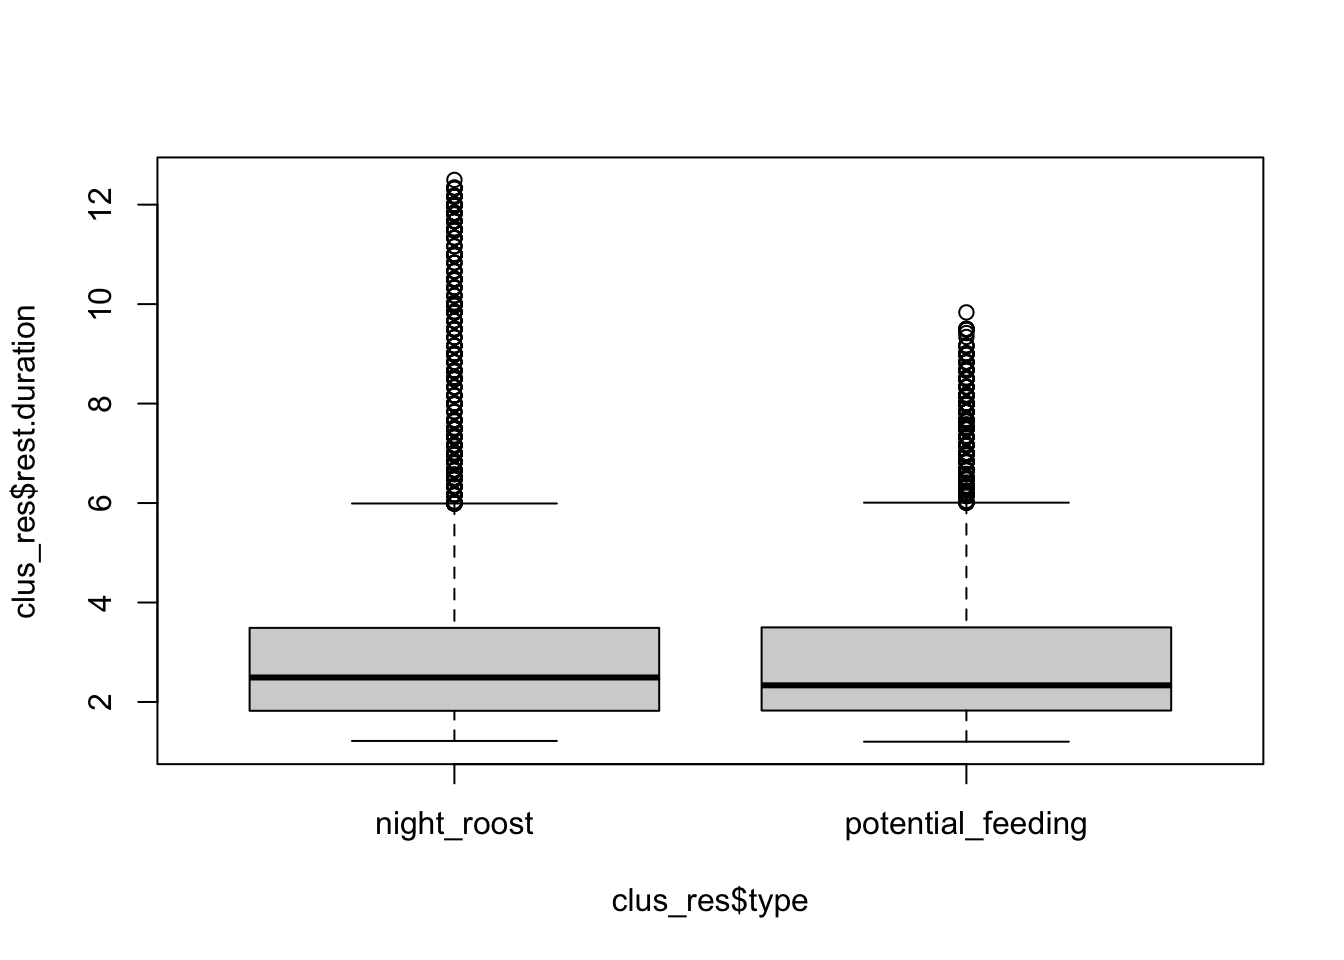 clus_res$rest.duration
12
10
8
6
4
2
night_roost potential_feeding
clus_res$type